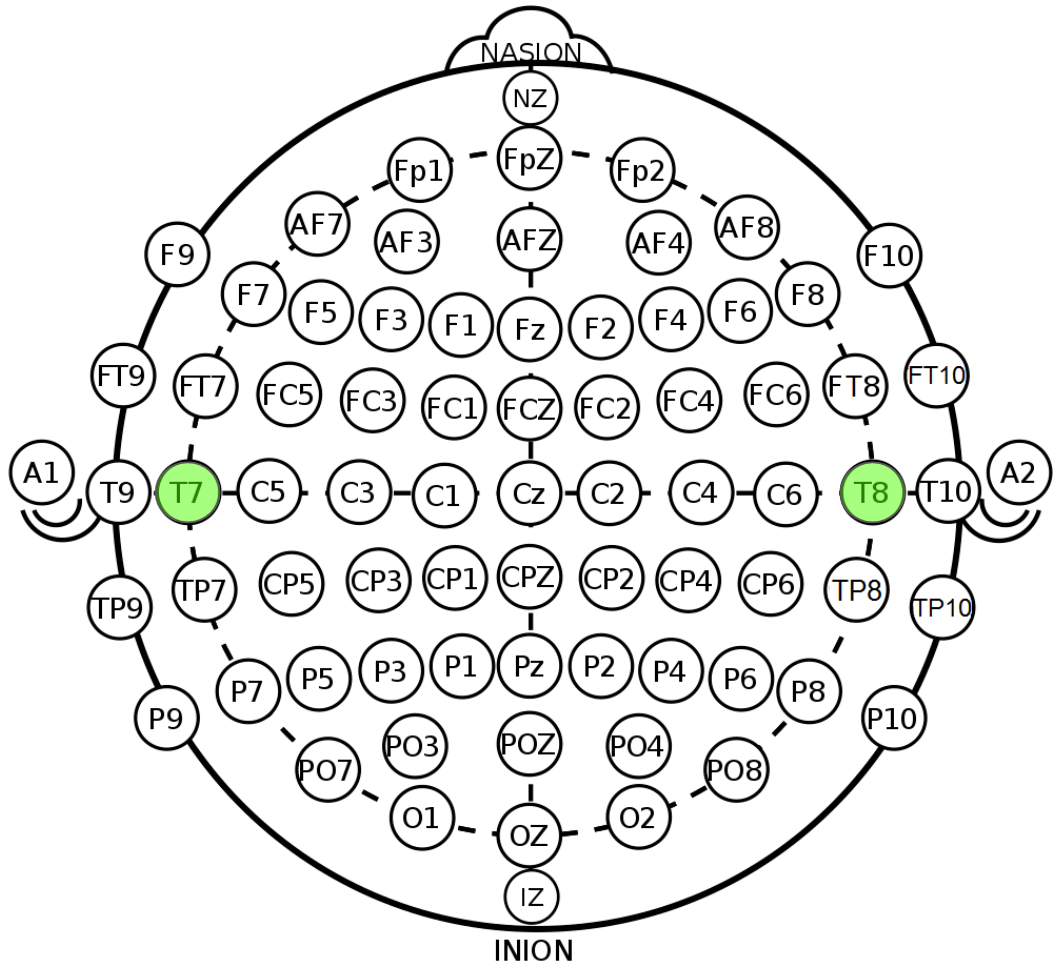 NASION
NZ
Fp1 FpZ Fp2
AF7 AF3 AFZ AF4 AF8
F9 F7 F5 F3 F1 Fz F2 F4 F6 F8 F10
FT9 FT7 FC5 FC3 FC1 FCZ FC2 FC4 FC6 FT8 FT10
A1 T9 T7 C5 C3 C1 Cz C2 C4 C6 T8 T10 A2
TP9 TP7 CP5 CP3 CP1 CPZ CP2 CP4 CP6 TP8 TP10
P9 P7 P5 P3 P1 Pz P2 P4 P6 P8 P10
PO7 PO3 POZ PO4 PO8
O1 OZ O2
IZ
INION